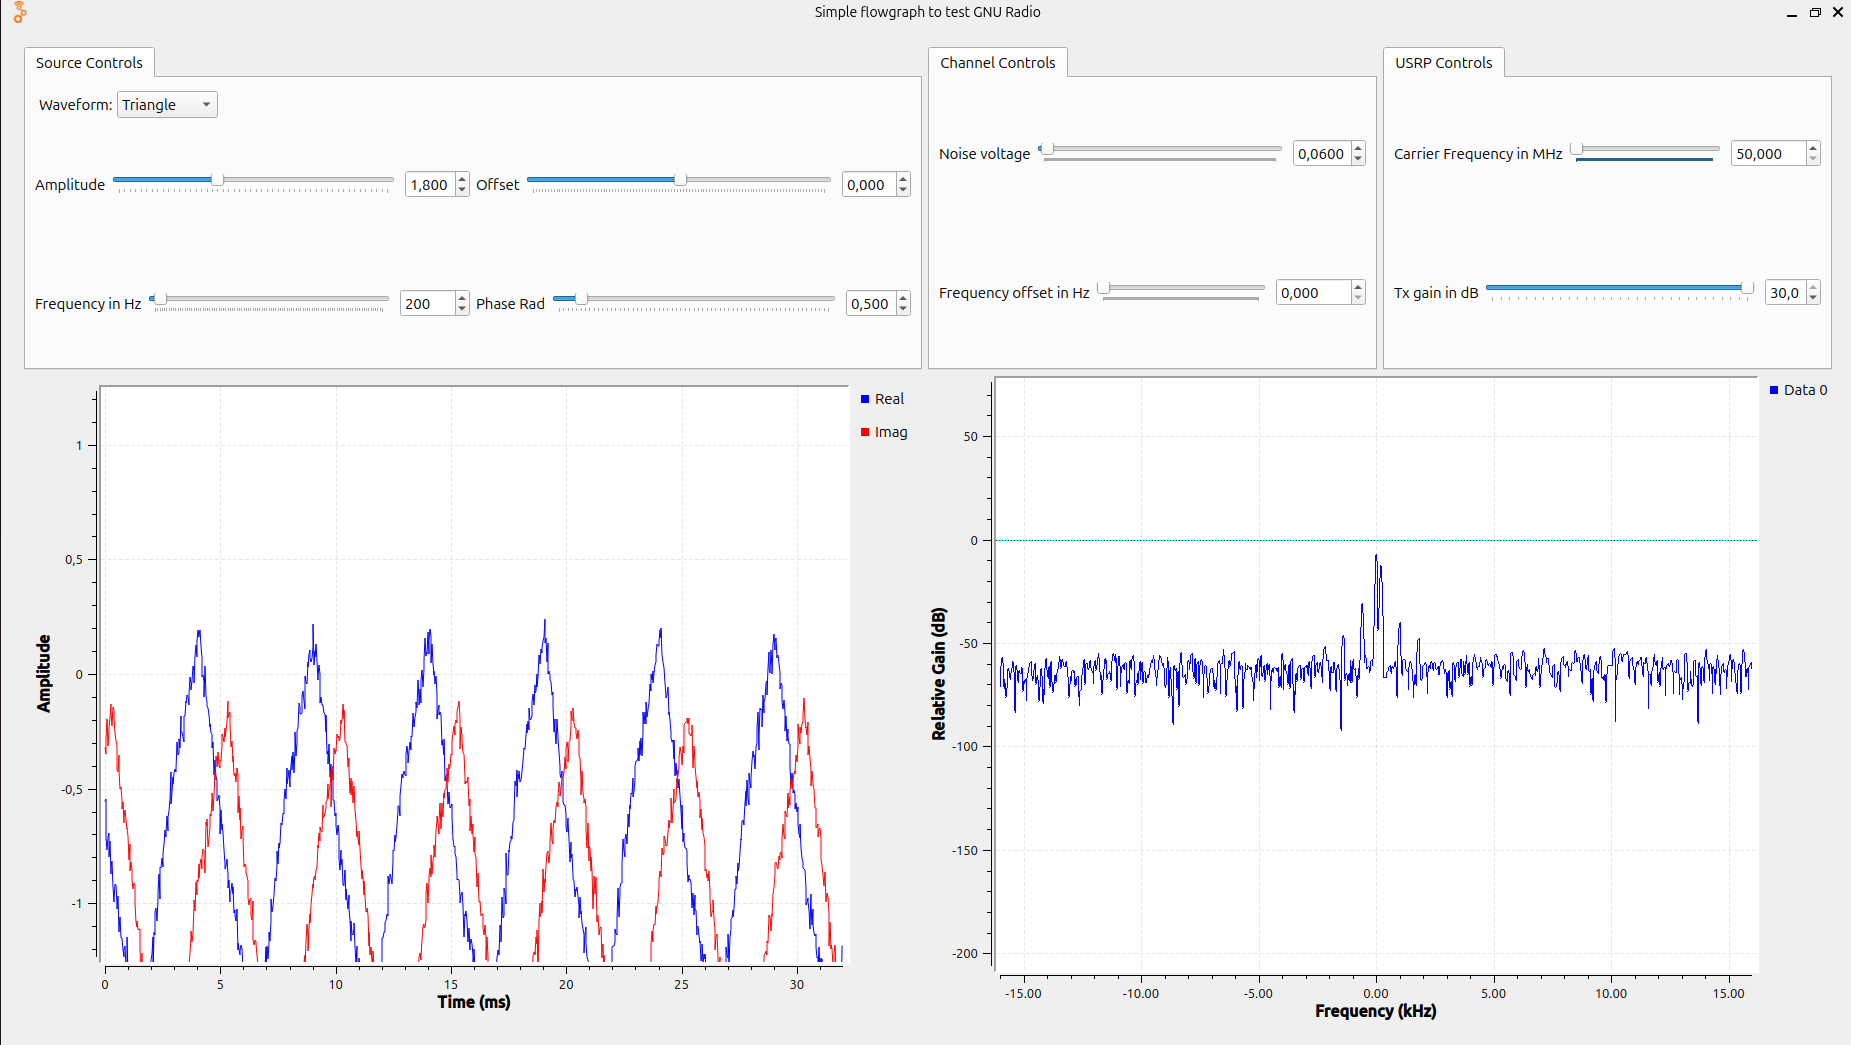 Simple flowgraph to test GNU Radio
Source Controls
Waveform: Triangle
Amplitude 1,800 Offset 0,000
Frequency in Hz 200 Phase Rad 0,500
Channel Controls
Noise voltage 0,0600
Frequency offset in Hz 0,000
USRP Controls
Carrier Frequency in MHz 50,000
Tx gain in dB 30,0
Amplitude
1
0,5
0
-0,5
-1
0 5 10 15 20 25 30
Time (ms)
Real
Imag
Relative Gain (dB)
50
0
-50
-100
-150
-200
-15.00 -10.00 -5.00 0.00 5.00 10.00 15.00
Frequency (kHz)
Data 0